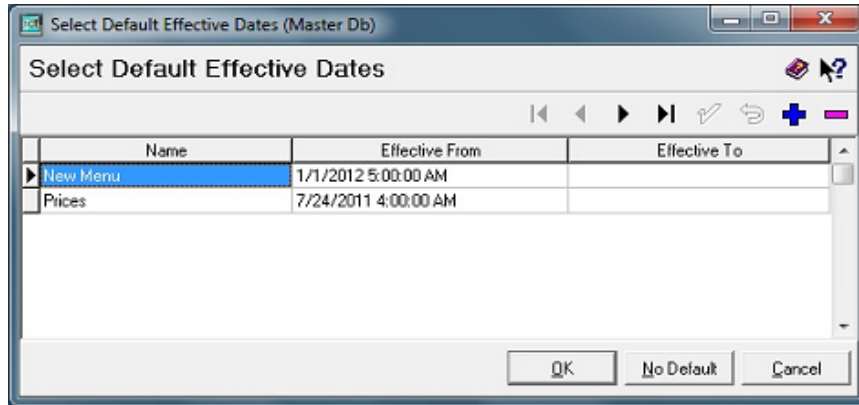 Select Default Effective Dates (Master Db)
Select Default Effective Dates
Name Effective From Effective To
New Menu 1/1/2012 5:00:00 AM
Prices 7/24/2011 4:00:00 AM
OK No Default Cancel